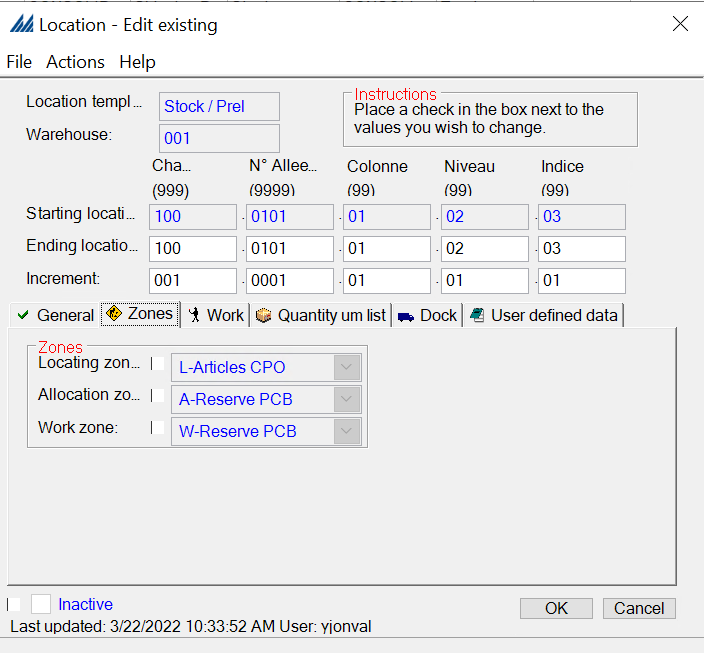 Location - Edit existing
File Actions Help
Location templ...
Stock / Prel
Warehouse:
001
Instructions
Place a check in the box next to the
values you wish to change.
Cha... N° Allee... Colonne Niveau Indice
(999) (9999) (99) (99) (99)
Starting locati... 100 . 0101 . 01 . 02 . 03
Ending locatio... 100 . 0101 . 01 . 02 . 03
Increment: 001 . 0001 . 01 . 01 . 01
General Zones Work Quantity um list Dock User defined data
Zones
Locating zon... L-Articles CPO
Allocation zo... A-Reserve PCB
Work zone: W-Reserve PCB
Inactive
OK Cancel
Last updated: 3/22/2022 10:33:52 AM User: yjonval